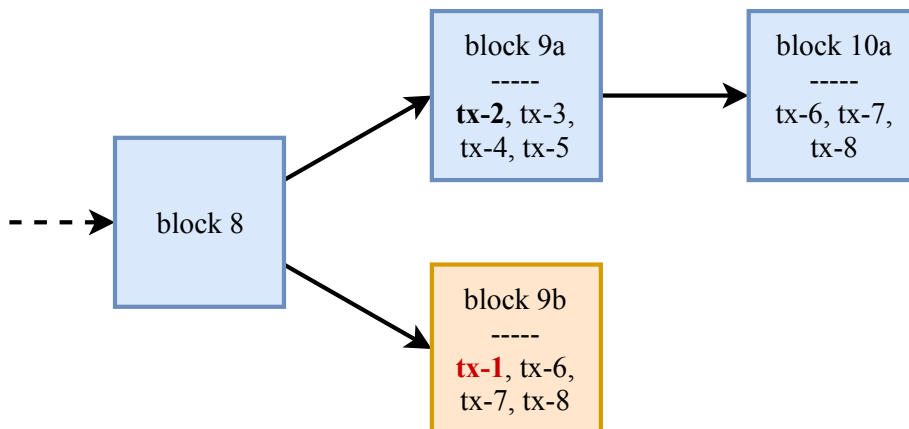 block 9a
-----
tx-2, tx-3,
tx-4, tx-5
block 10a
-----
tx-6, tx-7,
tx-8
block 8
block 9b
-----
tx-1, tx-6,
tx-7, tx-8